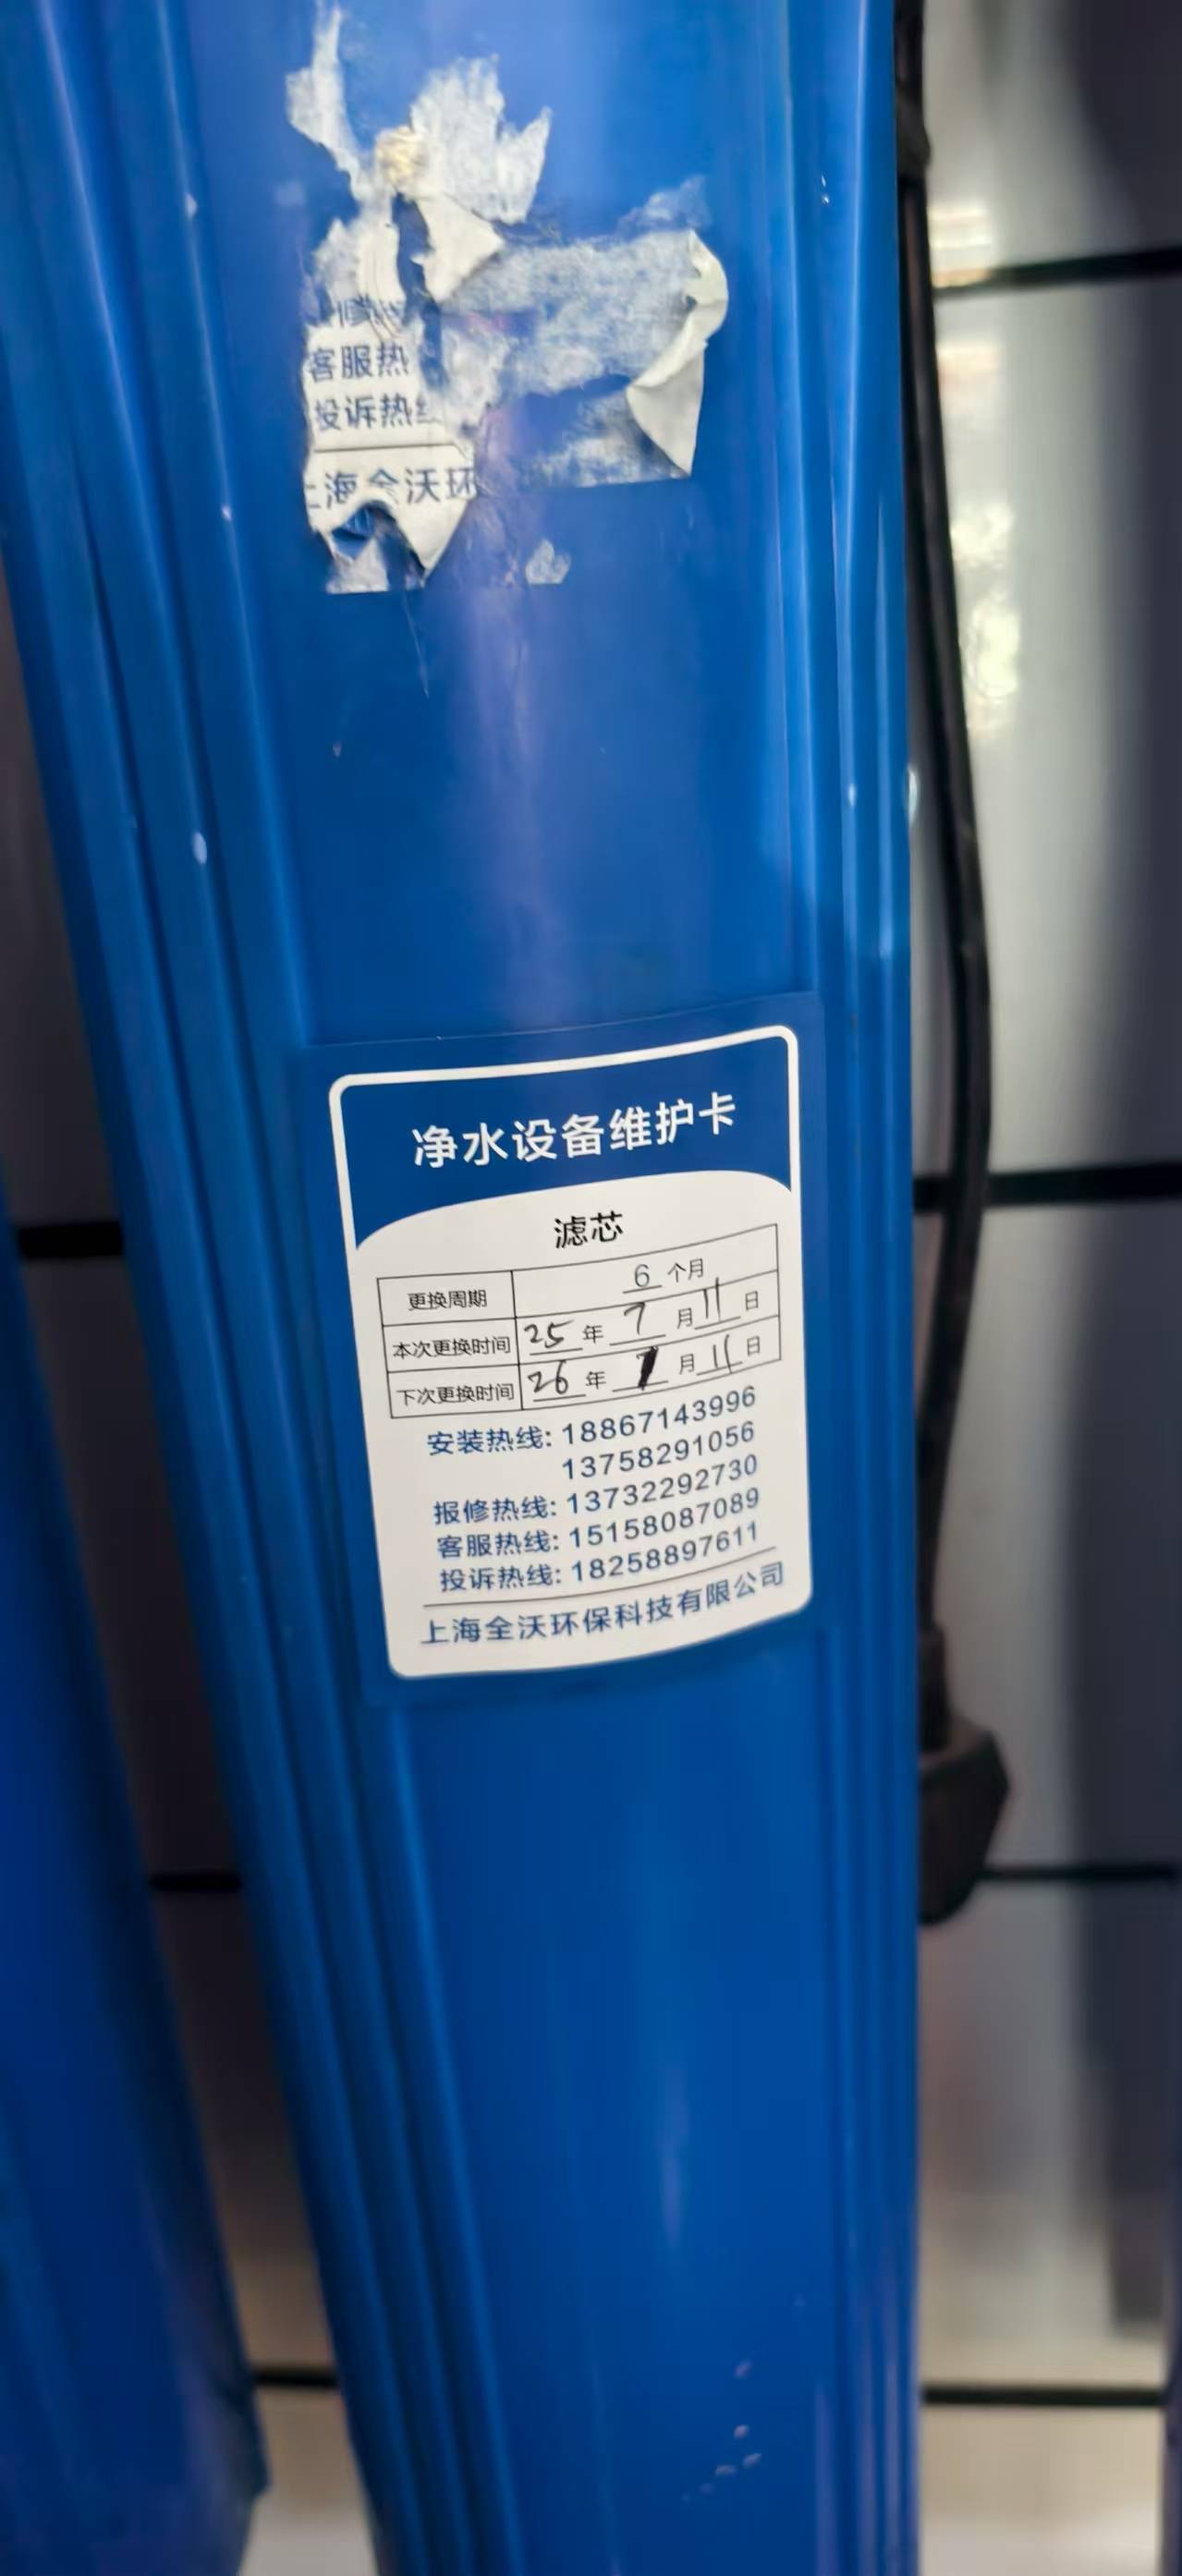 客服热
投诉热
海全沃环
净水设备维护卡
滤芯
更换周期 6 个月
本次更换时间 25 年 7 月 11 日
下次更换时间 26 年 1 月 11 日
安装热线: 18867143996
13758291056
报修热线: 13732292730
客服热线: 15158087089
投诉热线: 18258897611
上海全沃环保科技有限公司